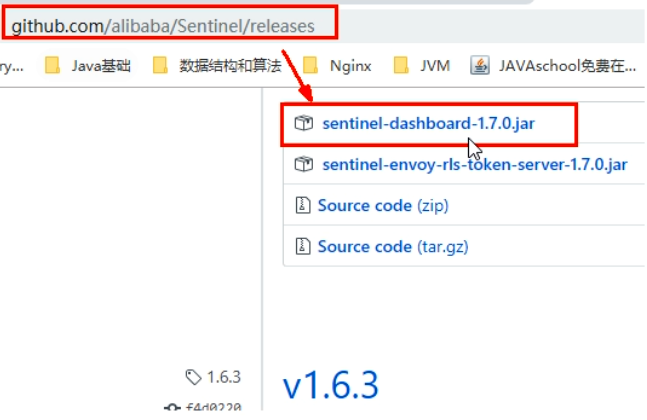 github.com/alibaba/Sentinel/releases
ry... Java基础 数据结构和算法 Nginx JVM JAVAschool免费在...
sentinel-dashboard-1.7.0.jar
sentinel-envoy-rls-token-server-1.7.0.jar
Source code (zip)
Source code (tar.gz)
1.6.3
v1.6.3
f4d0220